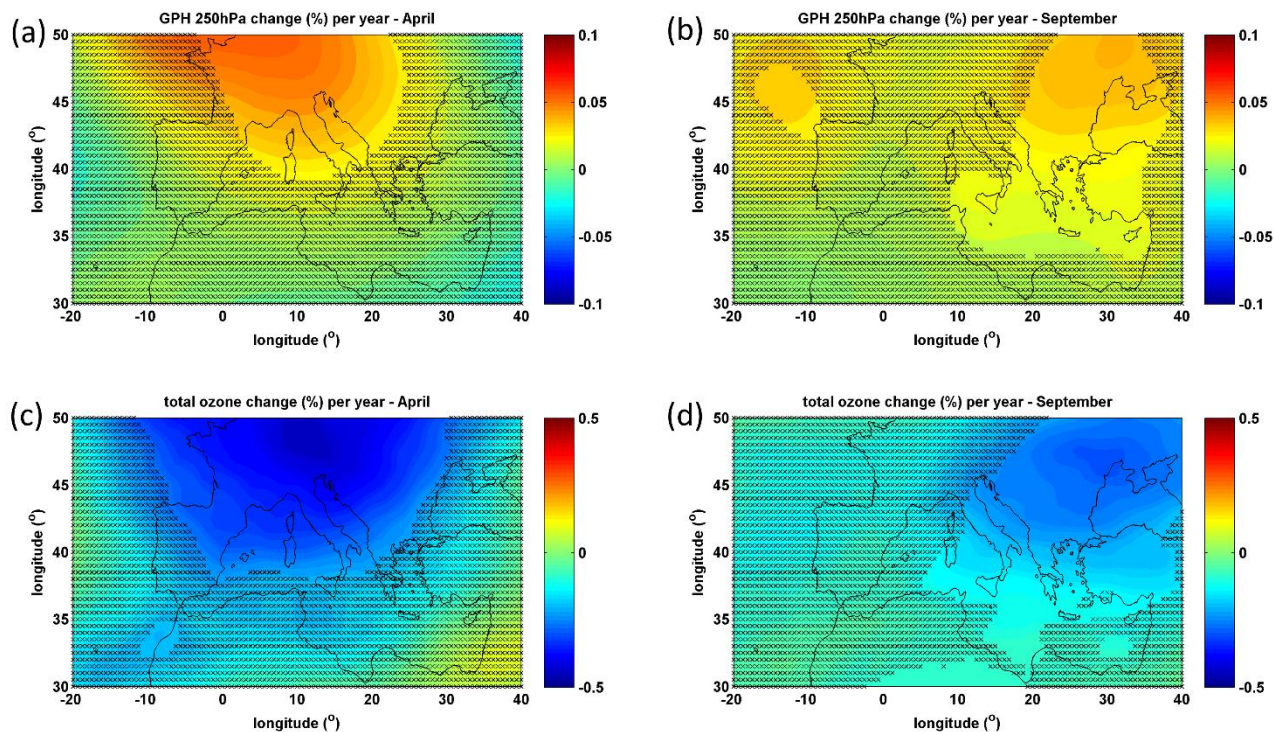 (a)
GPH 250hPa change (%) per year - April
50
45
40
35
30
longitude (o)
-20 -10 0 10 20 30 40
longitude (o)
0.1
0.05
0
-0.05
-0.1
(b)
GPH 250hPa change (%) per year - September
50
45
40
35
30
longitude (o)
-20 -10 0 10 20 30 40
longitude (o)
0.1
0.05
0
-0.05
-0.1
(c)
total ozone change (%) per year - April
50
45
40
35
30
longitude (o)
-20 -10 0 10 20 30 40
longitude (o)
0.5
0
-0.5
(d)
total ozone change (%) per year - September
50
45
40
35
30
longitude (o)
-20 -10 0 10 20 30 40
longitude (o)
0.5
0
-0.5